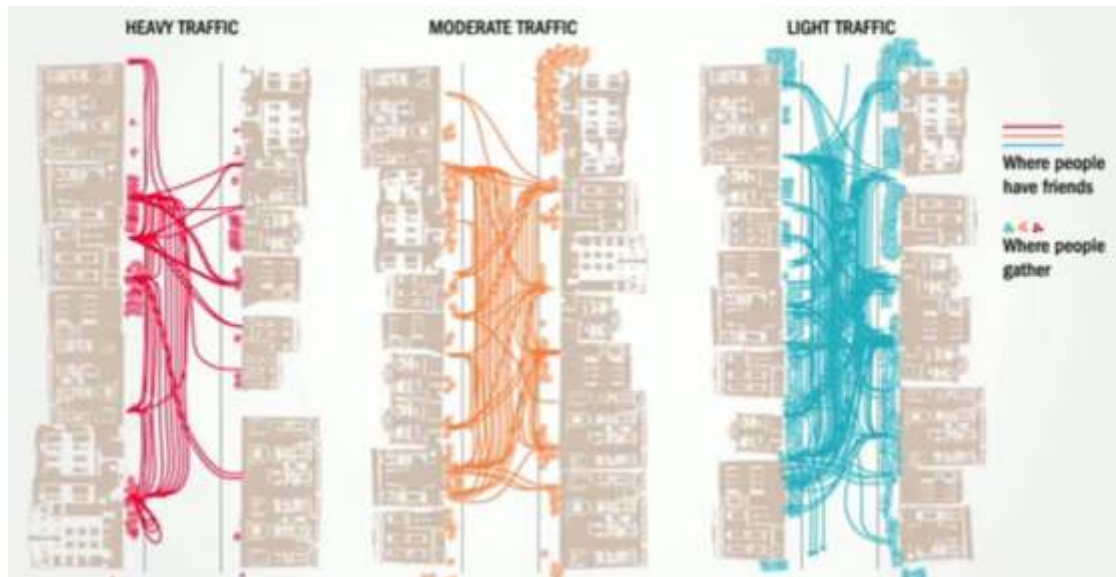 HEAVY TRAFFIC
MODERATE TRAFFIC
LIGHT TRAFFIC
Where people
have friends
Where people
gather